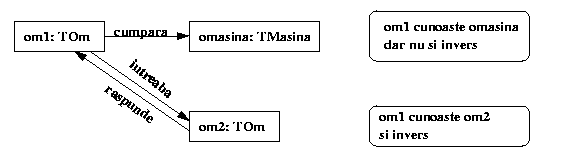 om1: TOm
cumpara
omasina: TMasina
om1 cunoaste omasina
dar nu si invers
intreaba
raspunde
om2: TOm
om1 cunoaste om2
si invers